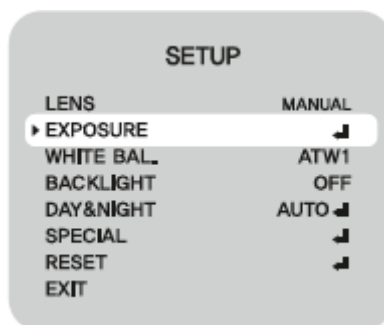 SETUP
LENS MANUAL
▸ EXPOSURE ↲
WHITE BAL. ATW1
BACKLIGHT OFF
DAY&NIGHT AUTO ↲
SPECIAL ↲
RESET ↲
EXIT